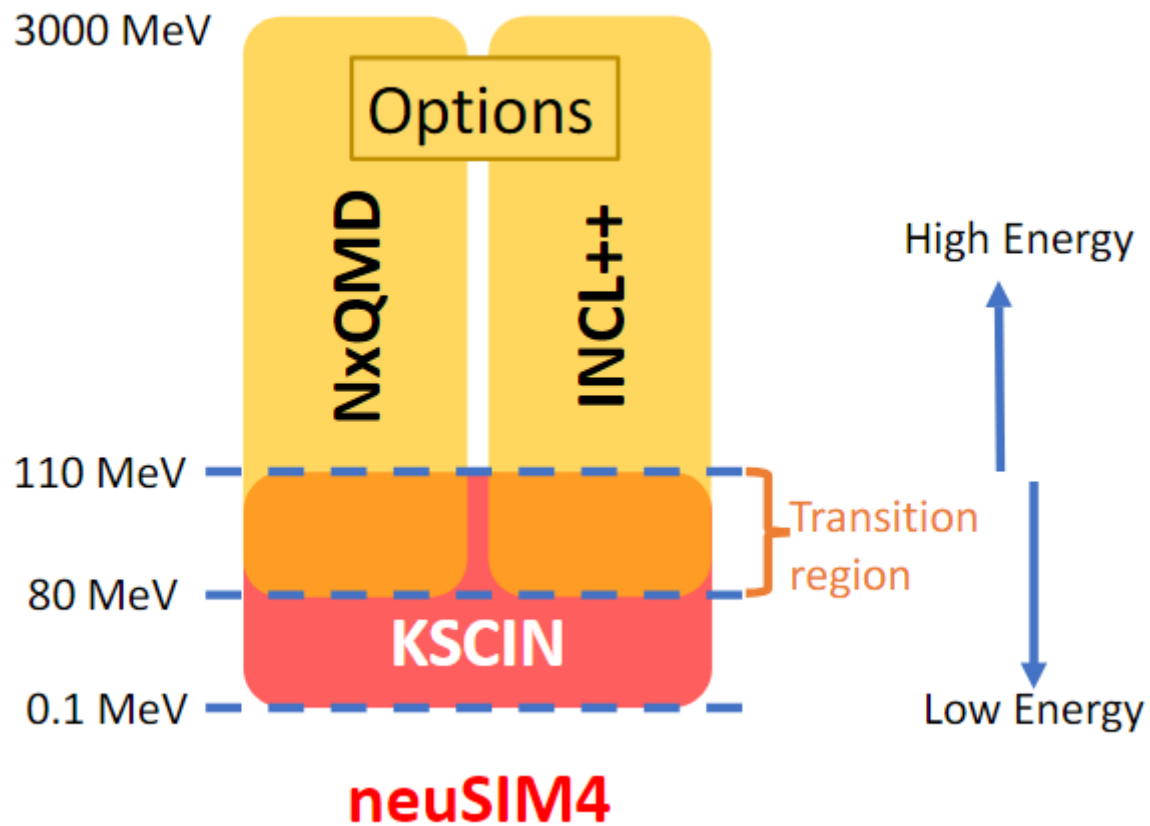 3000 MeV
Options
NxQMD
INCL++
High Energy
110 MeV
Transition
region
80 MeV
KSCIN
0.1 MeV
Low Energy
neuSIM4